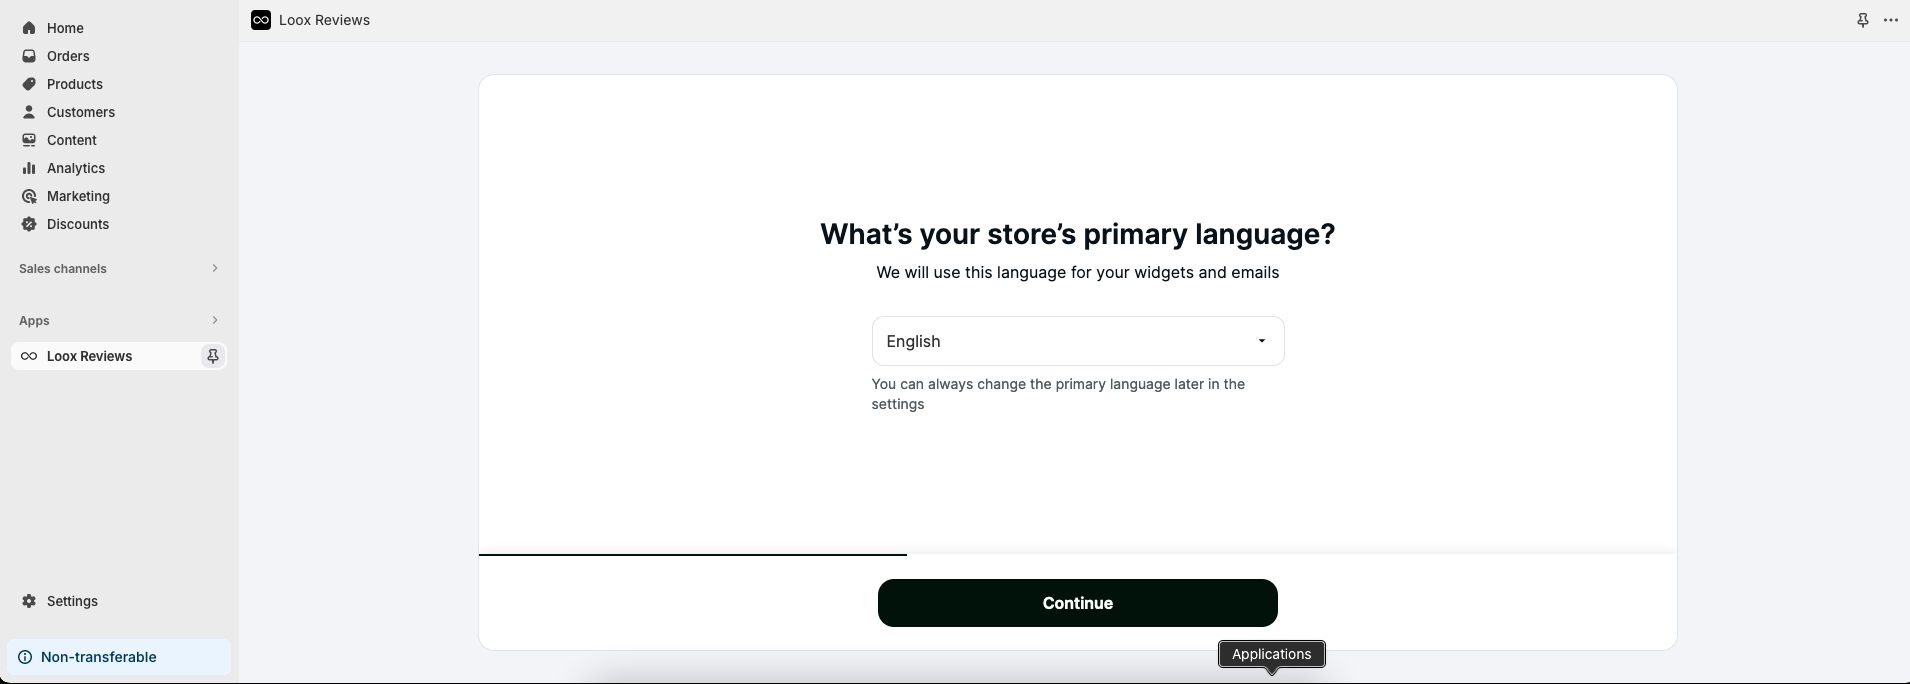 Home
Orders
Products
Customers
Content
Analytics
Marketing
Discounts
Sales channels
Apps
Loox Reviews
Settings
Non-transferable
Loox Reviews
What’s your store’s primary language?
We will use this language for your widgets and emails
English
You can always change the primary language later in the
settings
Continue
Applications